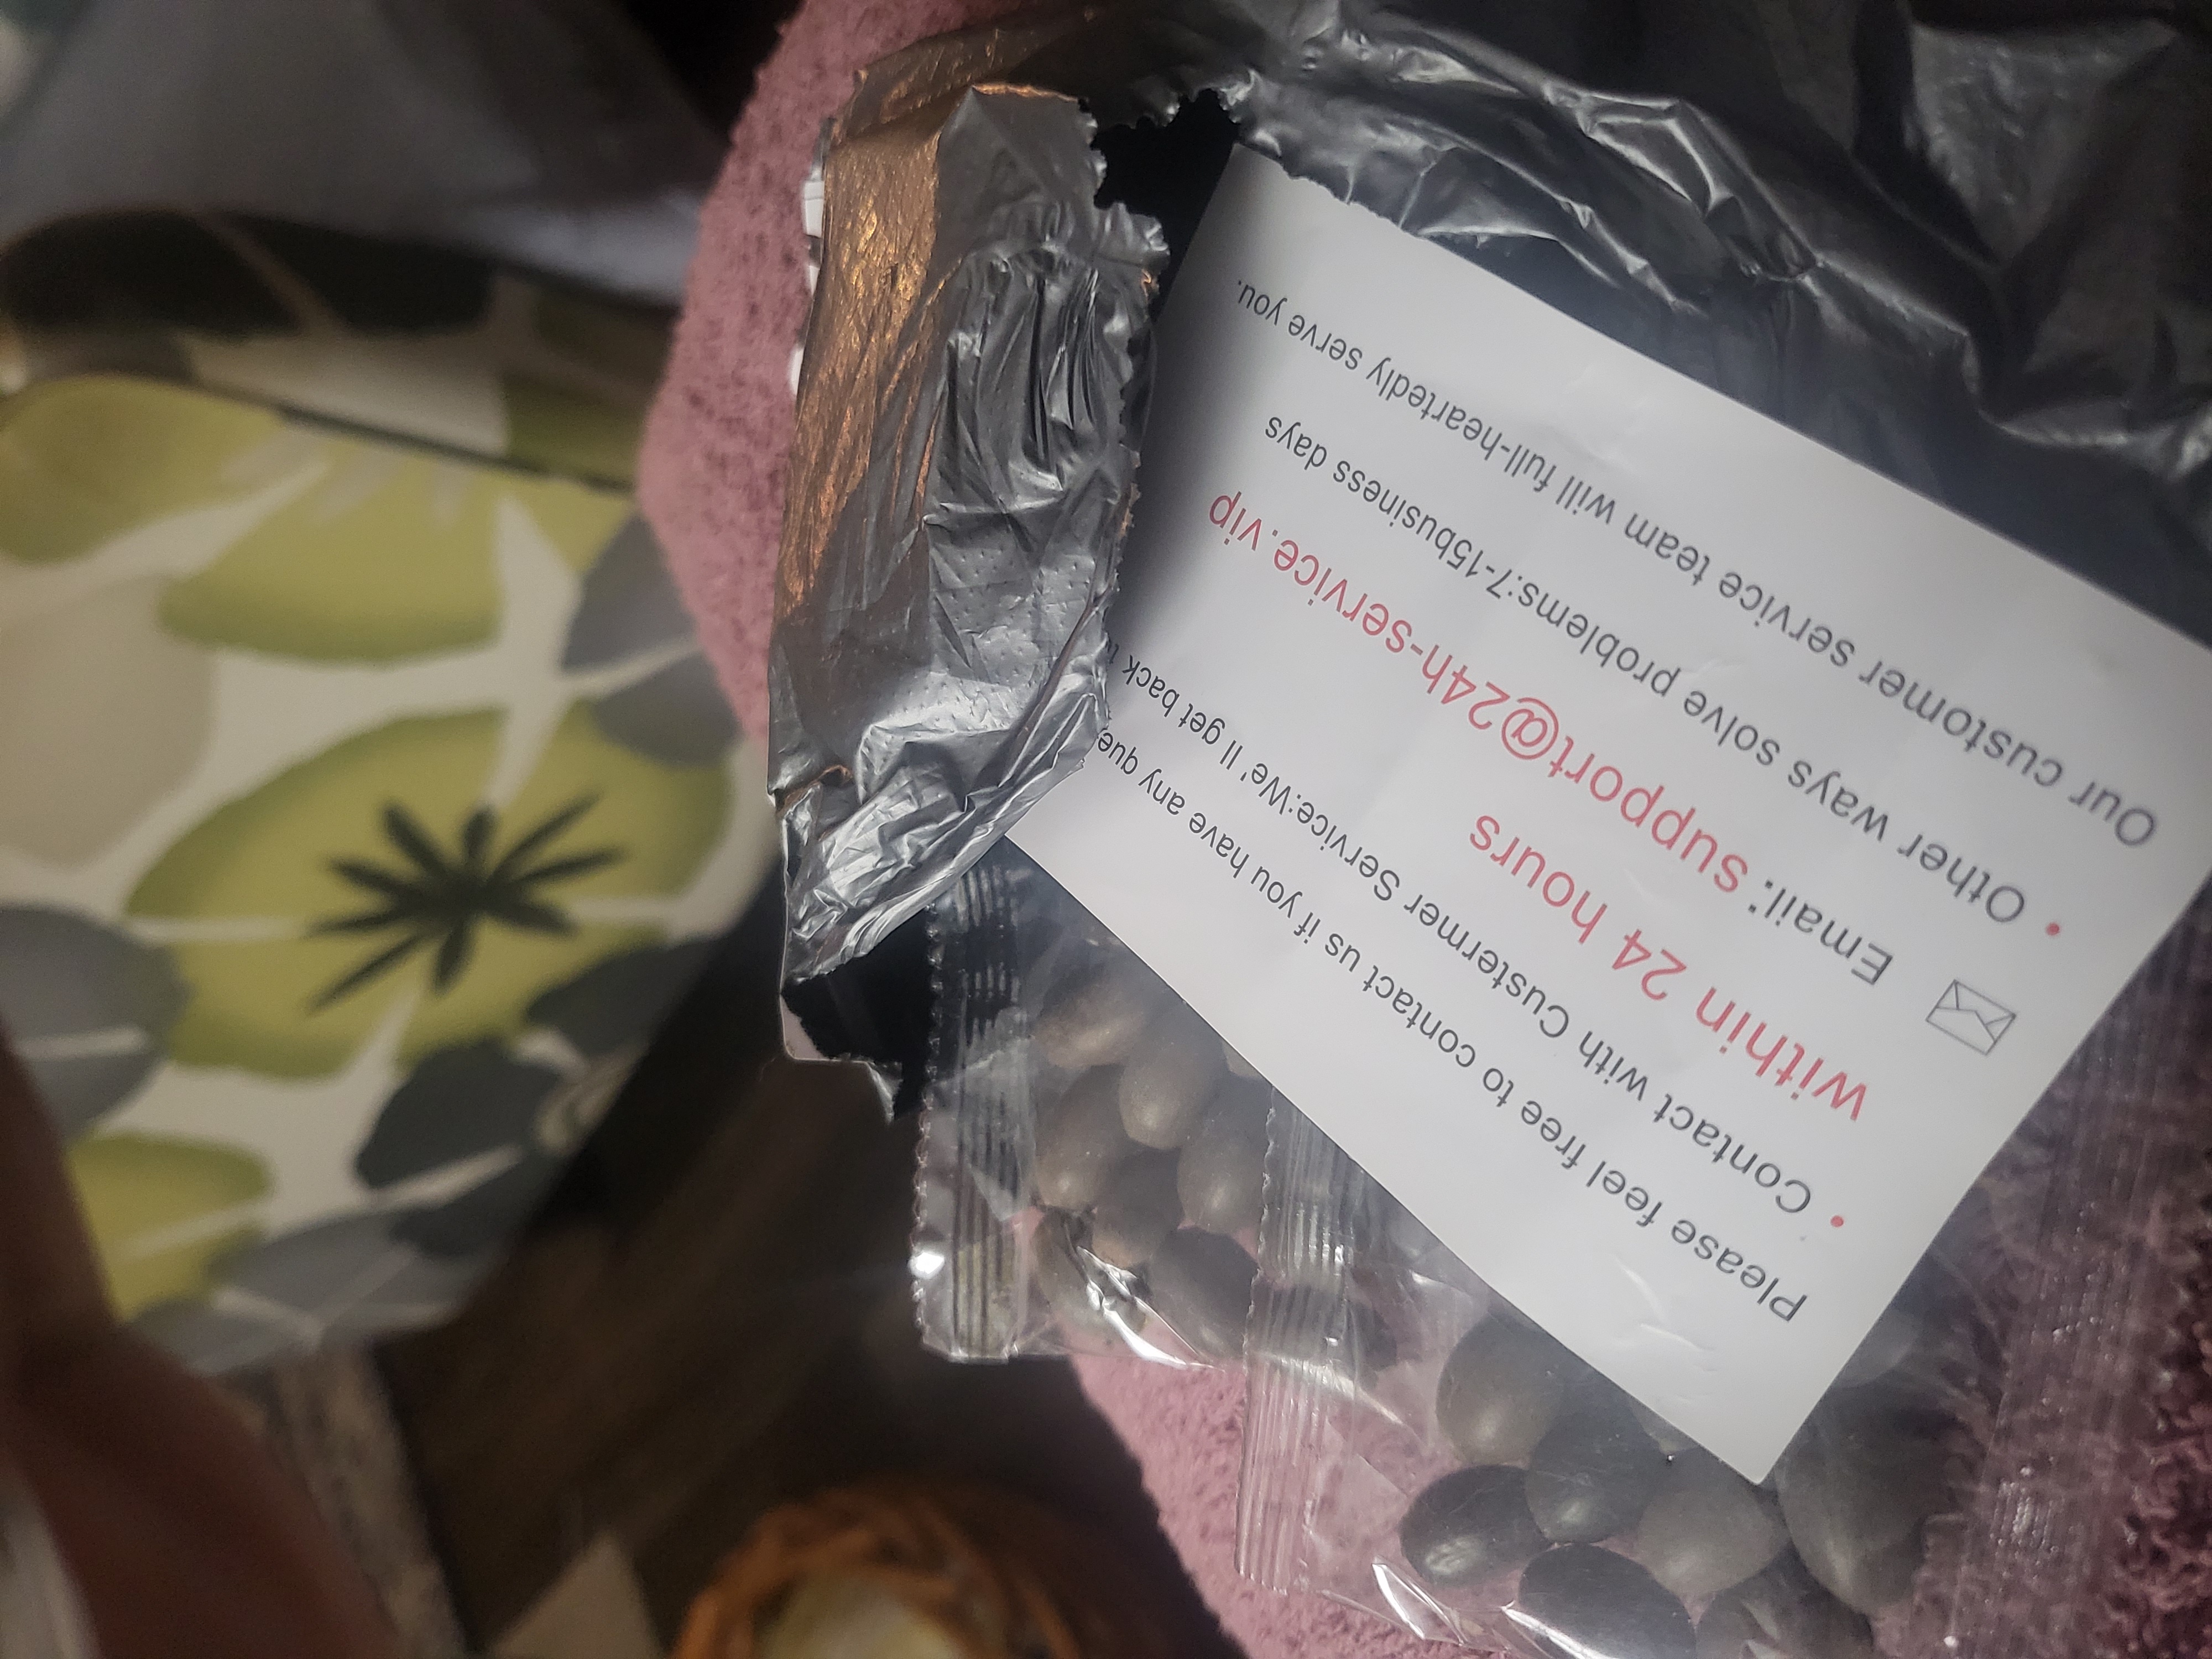 Please feel free to contact us if you have any que
• Contact with Custermer Service:We' ll get back
within 24 hours
Email: support@24h-service.vip
• Other ways solve problems:7-15business days
Our customer service team will full-heartedly serve you.